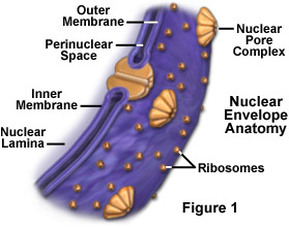 Outer
Membrane
Perinuclear
Space
Nuclear
Pore
Complex
Inner
Membrane
Nuclear
Lamina
Nuclear
Envelope
Anatomy
Ribosomes
Figure 1